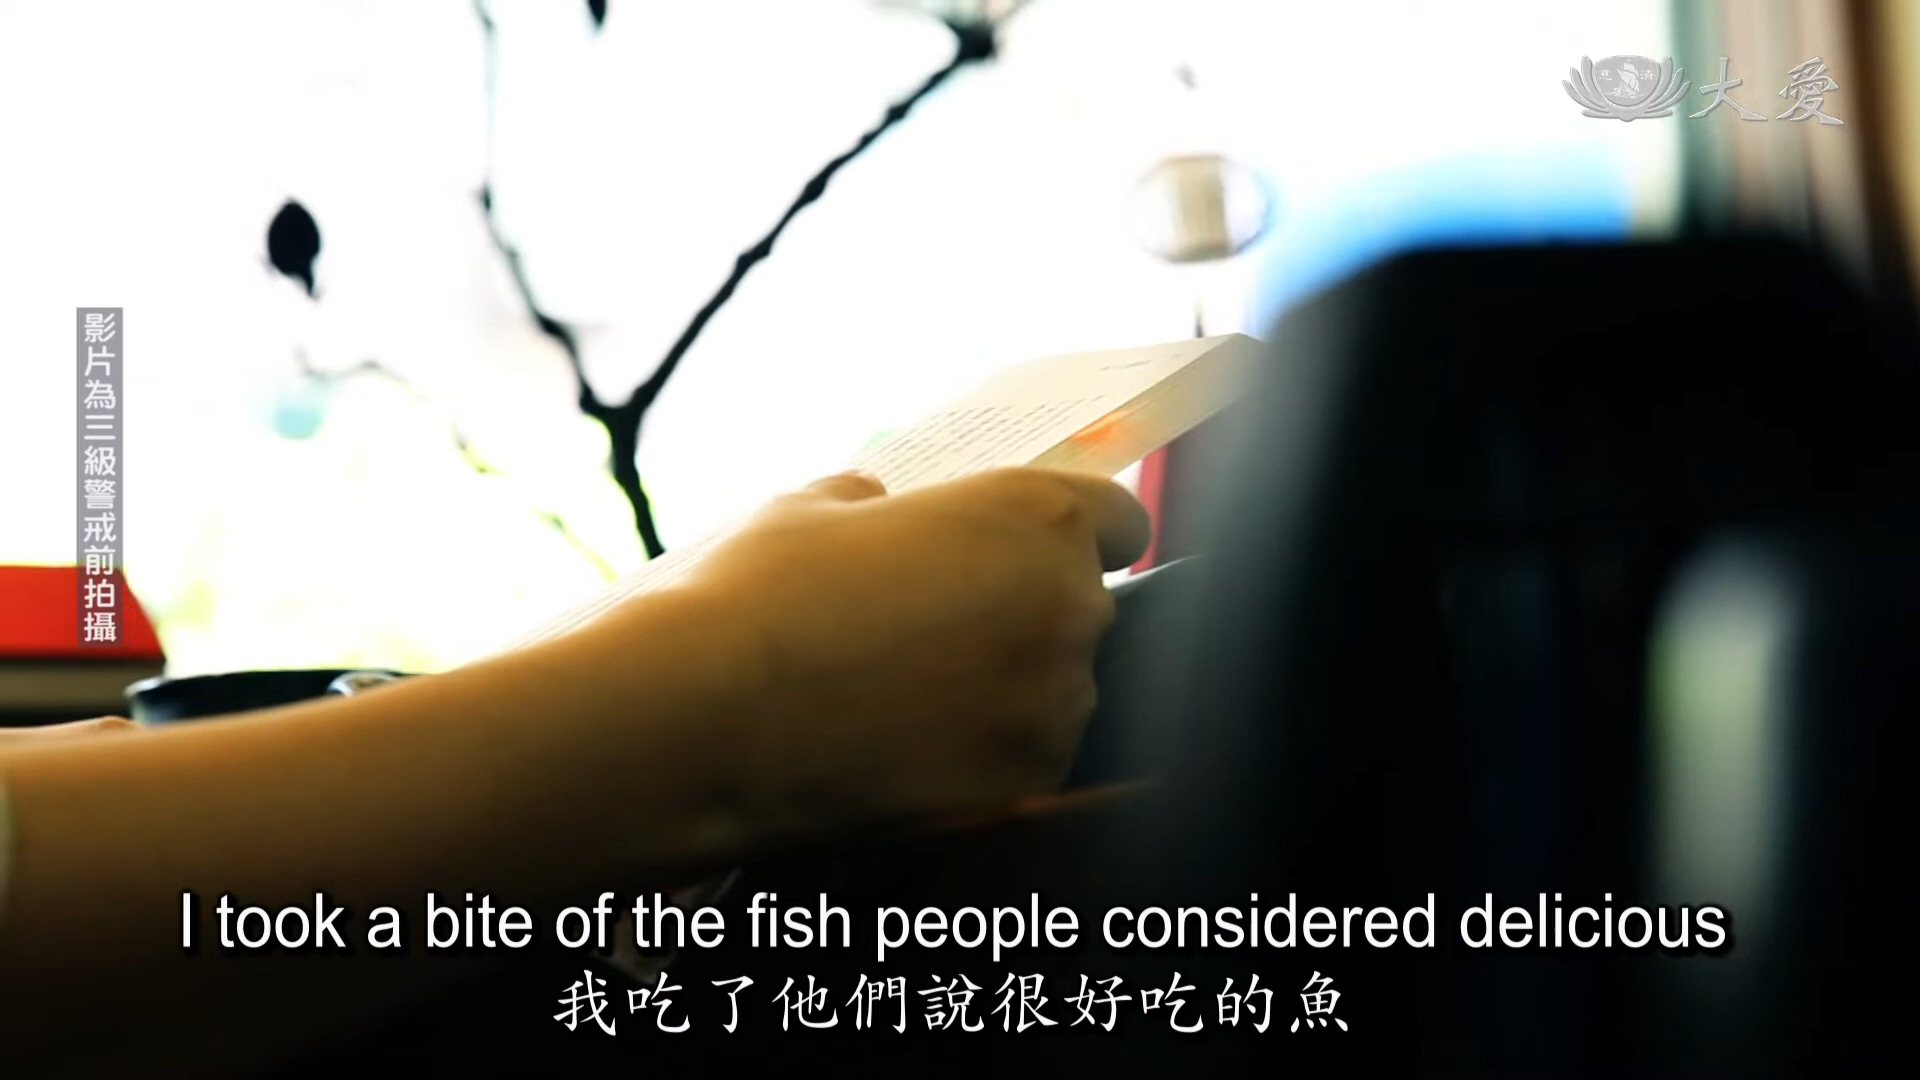 大愛
影片為三級警戒前拍攝
I took a bite of the fish people considered delicious
我吃了他們說很好吃的魚